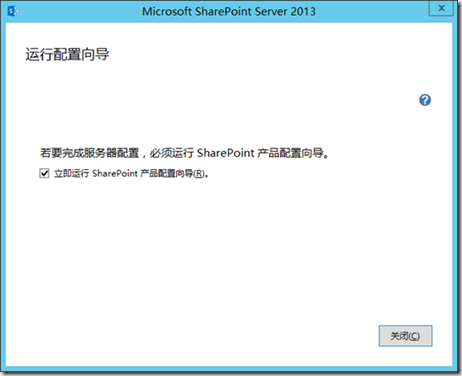 Microsoft SharePoint Server 2013
x
运行配置向导
?
若要完成服务器配置，必须运行 SharePoint 产品配置向导。
立即运行 SharePoint 产品配置向导(R)。
关闭(C)